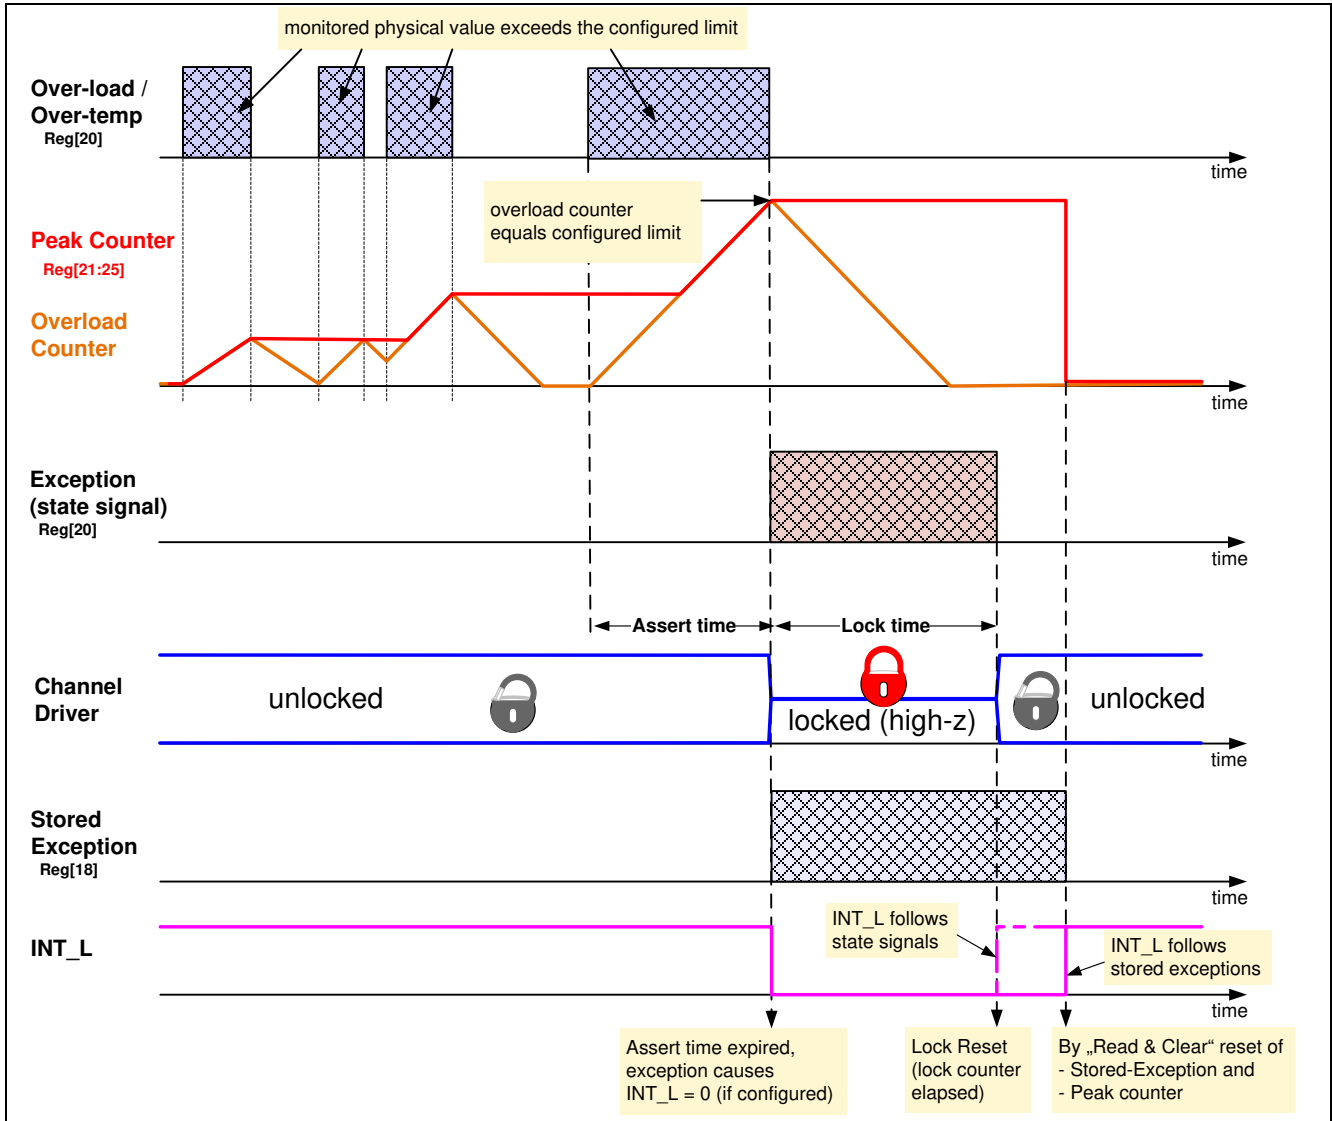 monitored physical value exceeds the configured limit
Over-load /
Over-temp
Reg[20]
time
overload counter
equals configured limit
Peak Counter
Reg[21:25]
Overload
Counter
time
Exception
(state signal)
Reg[20]
time
Assert time
Lock time
Channel
Driver
unlocked
locked (high-z)
unlocked
time
Stored
Exception
Reg[18]
time
INT_L follows
state signals
INT_L
INT_L follows
stored exceptions
time
Assert time expired,
exception causes
INT_L = 0 (if configured)
Lock Reset
(lock counter
elapsed)
By „Read & Clear“ reset of
- Stored-Exception and
- Peak counter